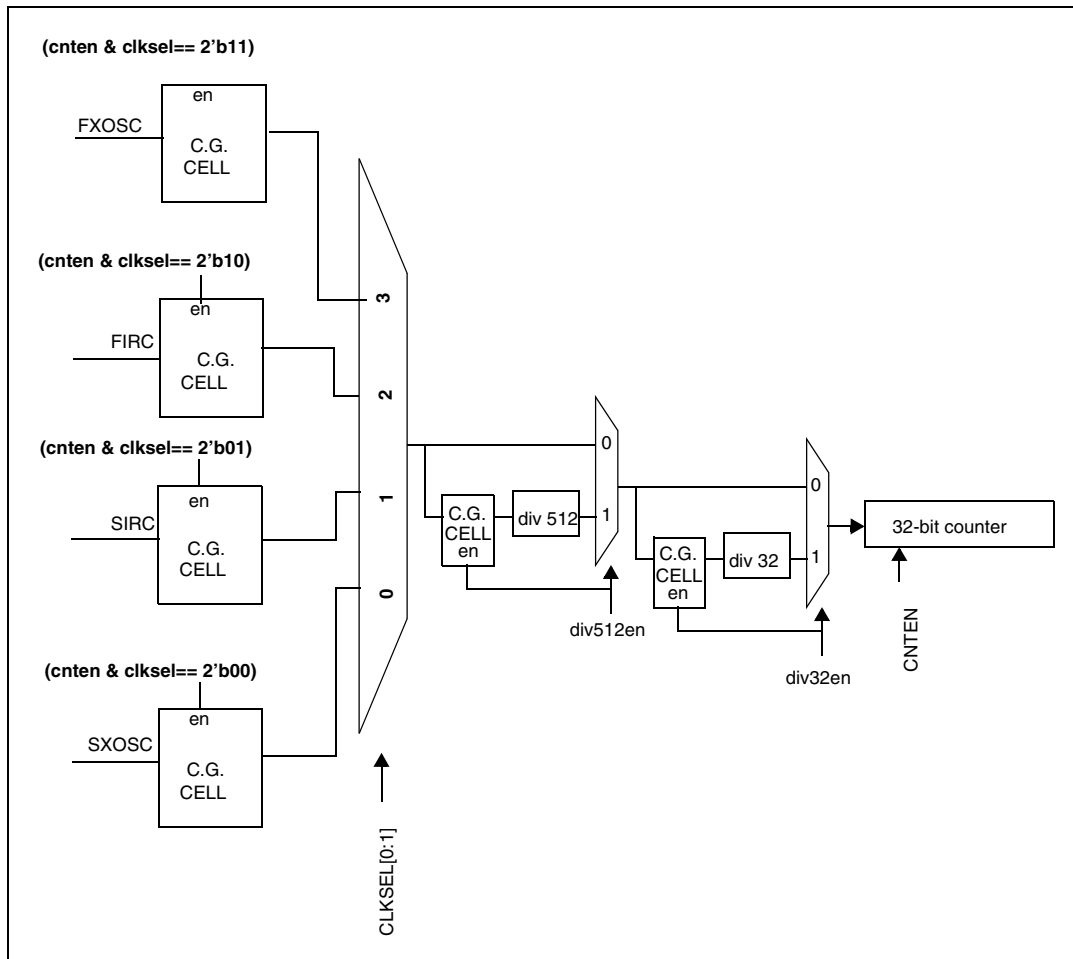 (cnten & clksel== 2'b11)
en
FXOSC
C.G.
CELL
(cnten & clksel== 2'b10)
en
FIRC
C.G.
CELL
(cnten & clksel== 2'b01)
en
SIRC
C.G.
CELL
(cnten & clksel== 2'b00)
en
SXOSC
C.G.
CELL
3
2
1
0
CLKSEL[0:1]
C.G.
CELL
en
div 512
0
1
div512en
C.G.
CELL
en
div 32
0
1
div32en
32-bit counter
CNTEN